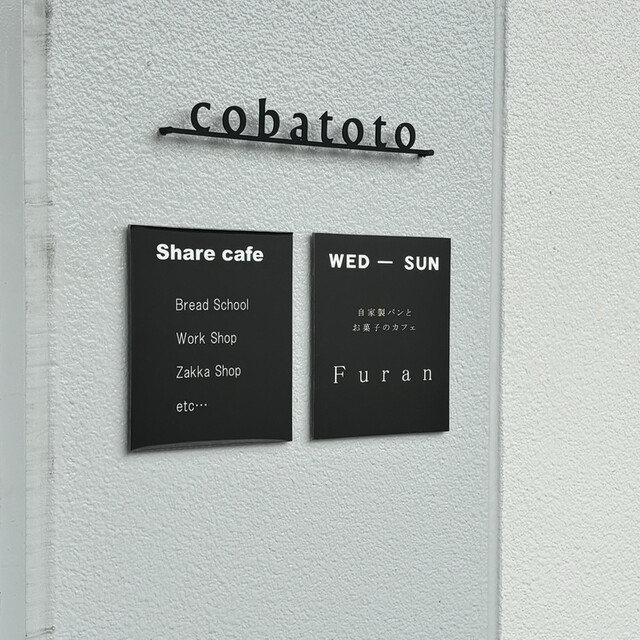 cobatoto
Share cafe
Bread School
Work Shop
Zakka Shop
etc…
WED — SUN
自家製パンと
お菓子のカフェ
Furan